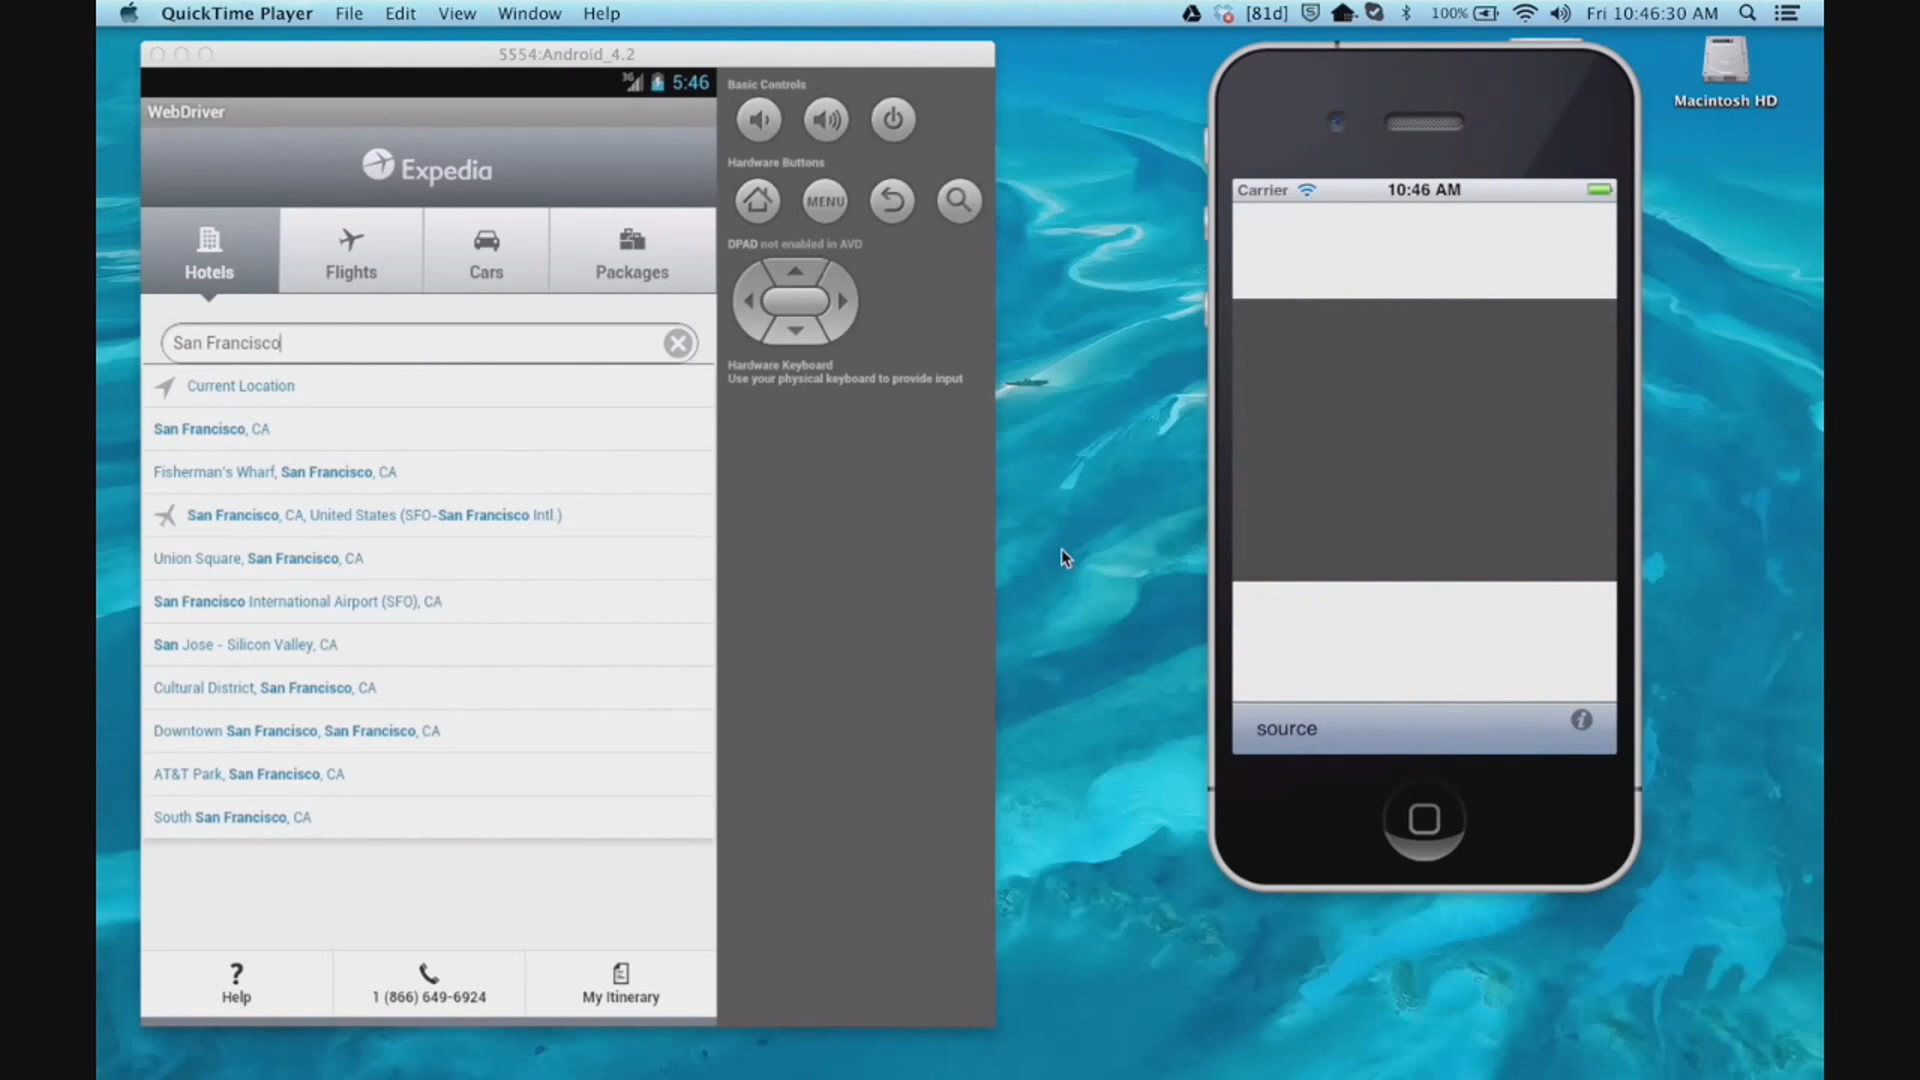 QuickTime Player File Edit View Window Help [81d] 100% Fri 10:46:30 AM
5554:Android_4.2
3G 5:46
WebDriver
Expedia
Hotels Flights Cars Packages
San Francisco
Current Location
San Francisco, CA
Fisherman's Wharf, San Francisco, CA
San Francisco, CA, United States (SFO-San Francisco Intl.)
Union Square, San Francisco, CA
San Francisco International Airport (SFO), CA
San Jose - Silicon Valley, CA
Cultural District, San Francisco, CA
Downtown San Francisco, San Francisco, CA
AT&T Park, San Francisco, CA
South San Francisco, CA
? Help 1 (866) 649-6924 My Itinerary
Basic Controls
Hardware Buttons
MENU
DPAD not enabled in AVD
Hardware Keyboard
Use your physical keyboard to provide input
Carrier 10:46 AM
source
Macintosh HD